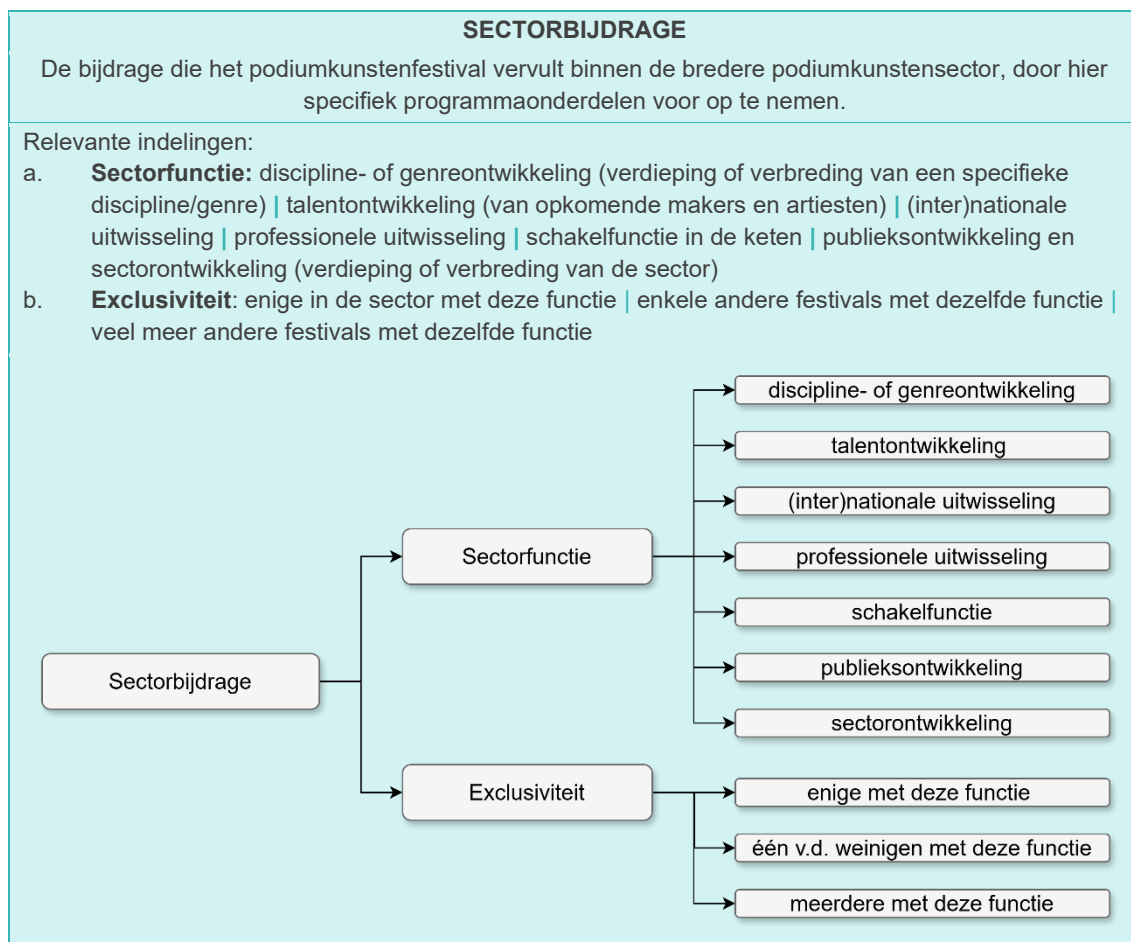 SECTORBIJDRAGE
De bijdrage die het podiumkunstenfestival vervult binnen de bredere podiumkunstensector, door hier
specifiek programmaonderdelen voor op te nemen.
Relevante indelingen:
a. Sectorfunctie: discipline- of genreontwikkeling (verdieping of verbreding van een specifieke
discipline/genre) | talentontwikkeling (van opkomende makers en artiesten) | (inter)nationale
uitwisseling | professionele uitwisseling | schakelfunctie in de keten | publieksontwikkeling en
sectorontwikkeling (verdieping of verbreding van de sector)
b. Exclusiviteit: enige in de sector met deze functie | enkele andere festivals met dezelfde functie |
veel meer andere festivals met dezelfde functie
Sectorbijdrage
Sectorfunctie
discipline- of genreontwikkeling
talentontwikkeling
(inter)nationale uitwisseling
professionele uitwisseling
schakelfunctie
publieksontwikkeling
sectorontwikkeling
Exclusiviteit
enige met deze functie
één v.d. weinigen met deze functie
meerdere met deze functie